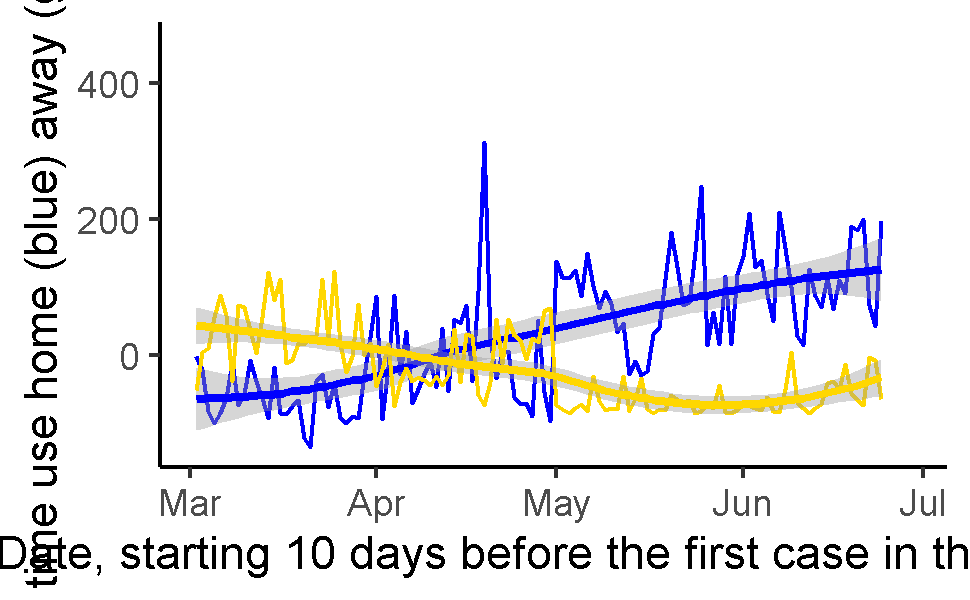 time use home (blue) away (
400
200
0
Mar Apr May Jun Jul
Date, starting 10 days before the first case in th